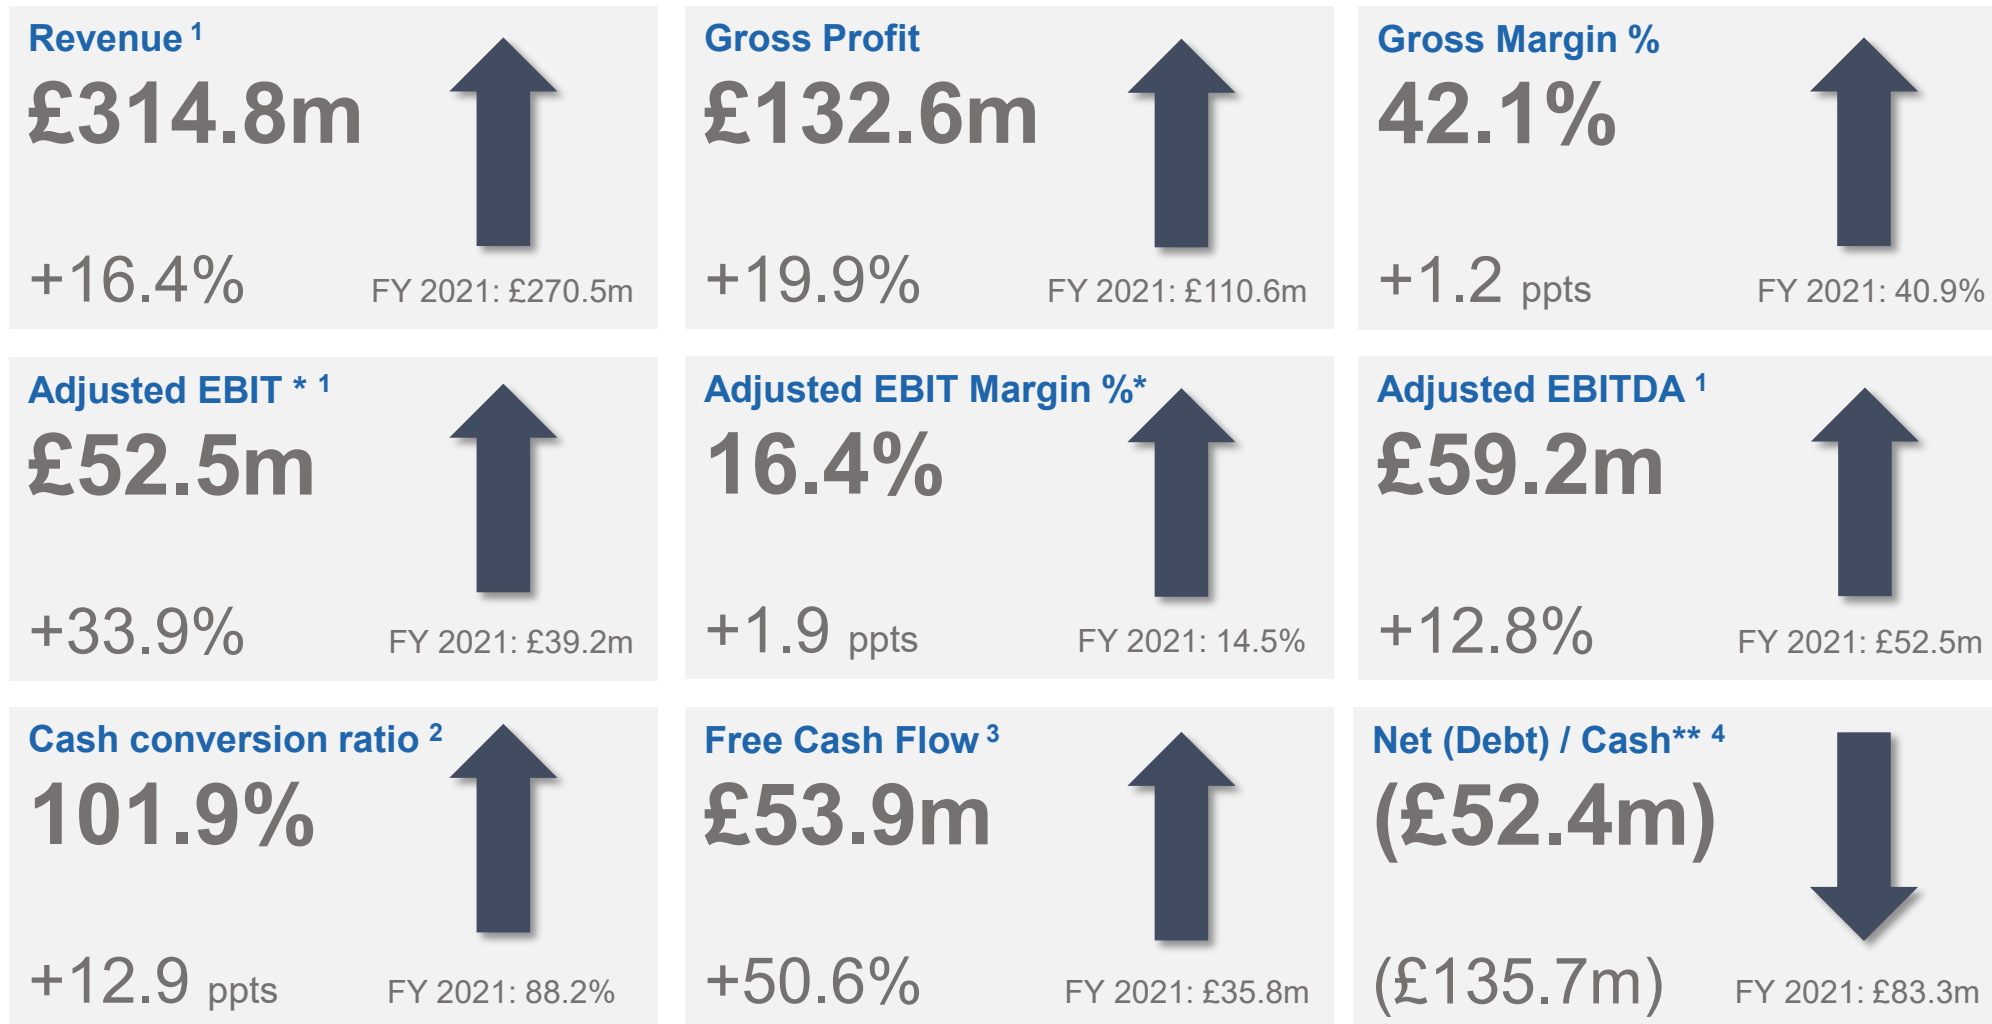 Revenue ¹
£314.8m
+16.4%
FY 2021: £270.5m
Gross Profit
£132.6m
+19.9%
FY 2021: £110.6m
Gross Margin %
42.1%
+1.2 ppts
FY 2021: 40.9%
Adjusted EBIT * ¹
£52.5m
+33.9%
FY 2021: £39.2m
Adjusted EBIT Margin %*
16.4%
+1.9 ppts
FY 2021: 14.5%
Adjusted EBITDA ¹
£59.2m
+12.8%
FY 2021: £52.5m
Cash conversion ratio ²
101.9%
+12.9 ppts
FY 2021: 88.2%
Free Cash Flow ³
£53.9m
+50.6%
FY 2021: £35.8m
Net (Debt) / Cash** ⁴
(£52.4m)
(£135.7m)
FY 2021: £83.3m